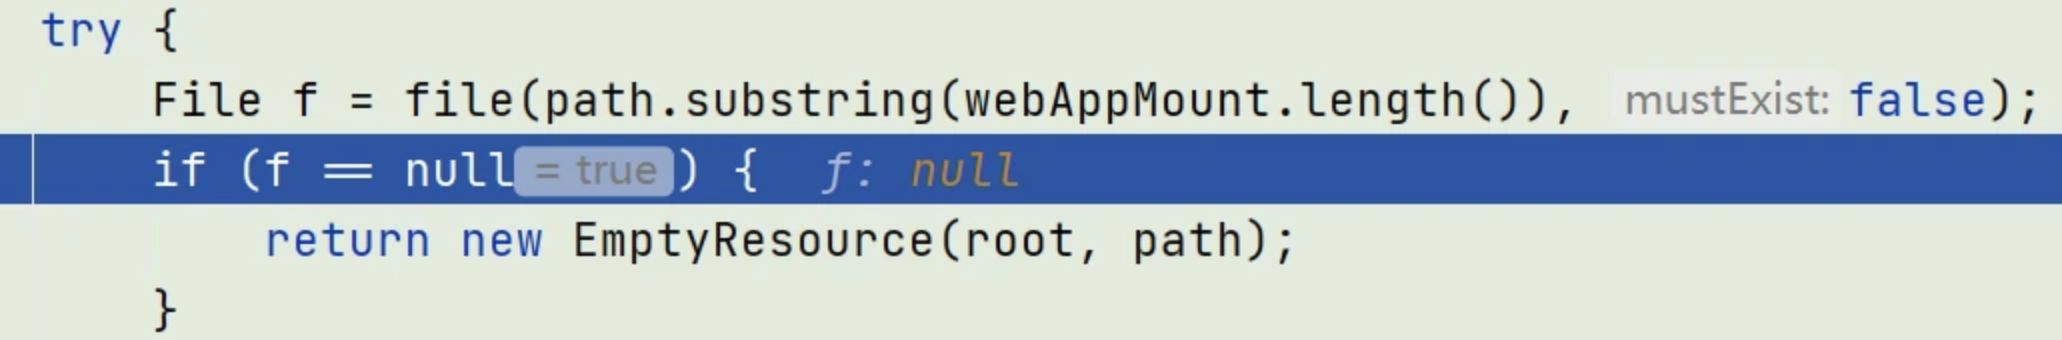 try {
File f = file(path.substring(webAppMount.length()), mustExist: false);
if (f == null = true) { f: null
return new EmptyResource(root, path);
}